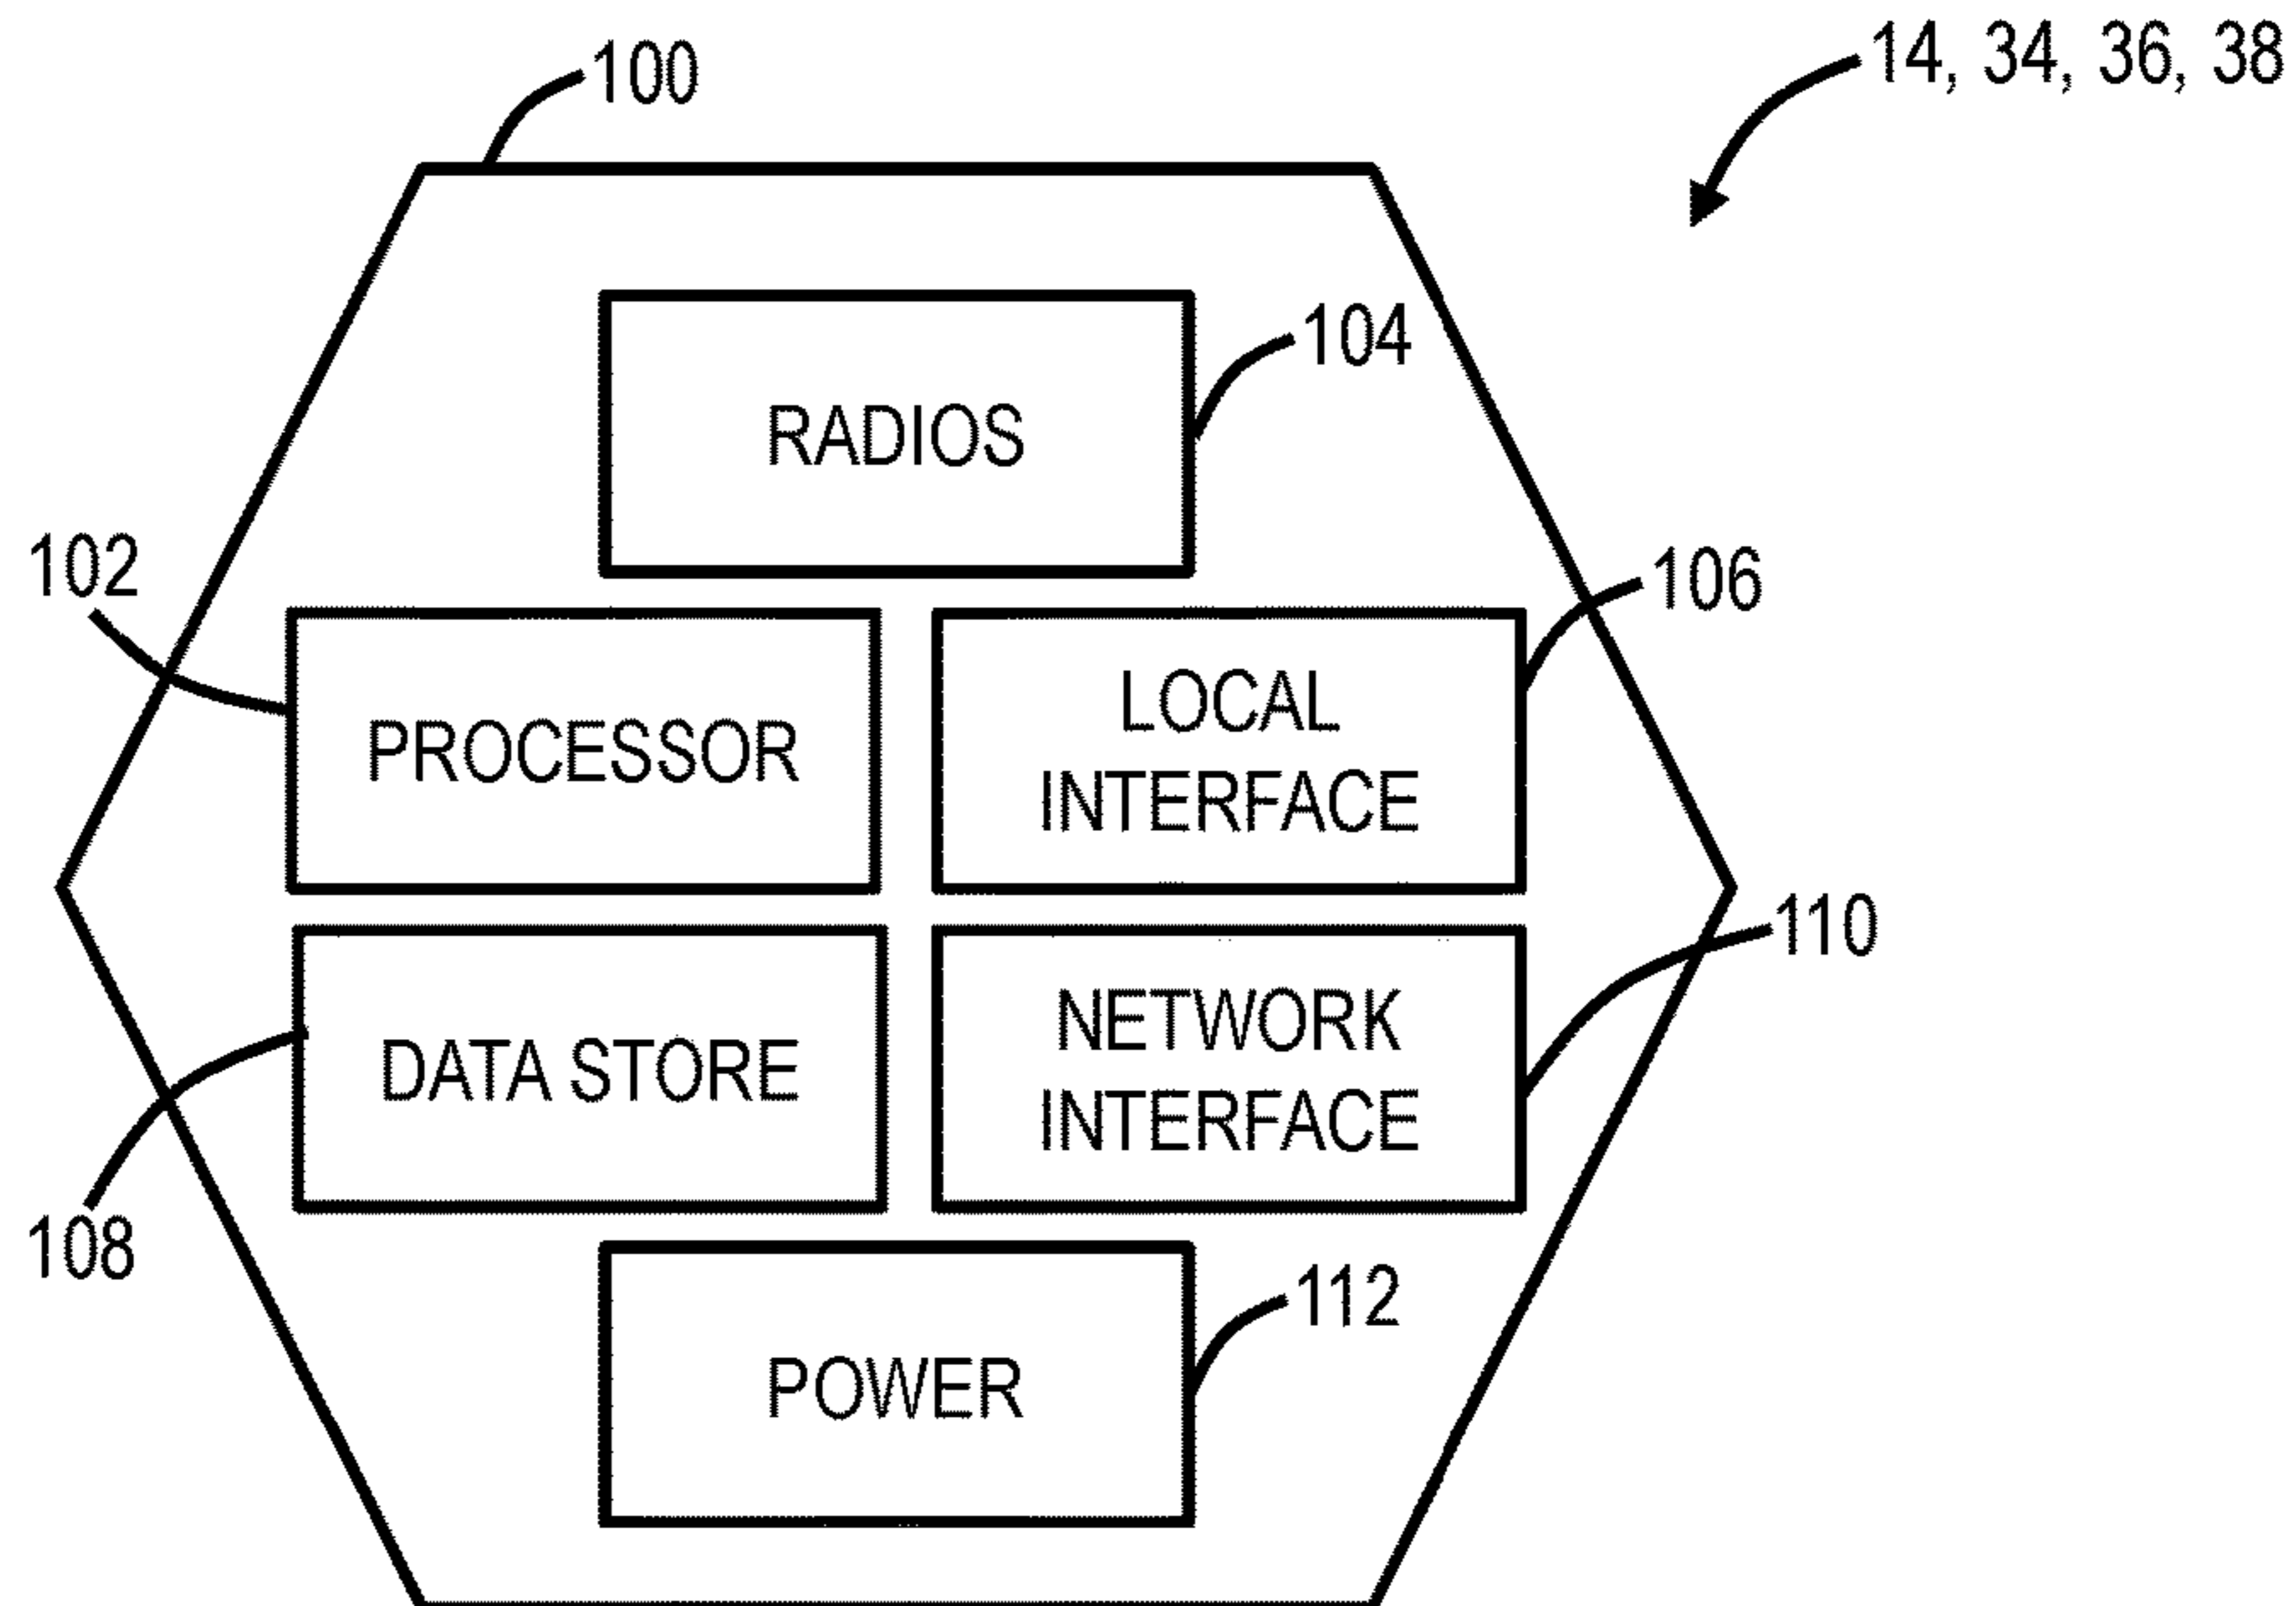 14, 34, 36, 38
100
RADIOS
104
102
PROCESSOR
LOCAL
INTERFACE
106
108
DATA STORE
NETWORK
INTERFACE
110
POWER
112